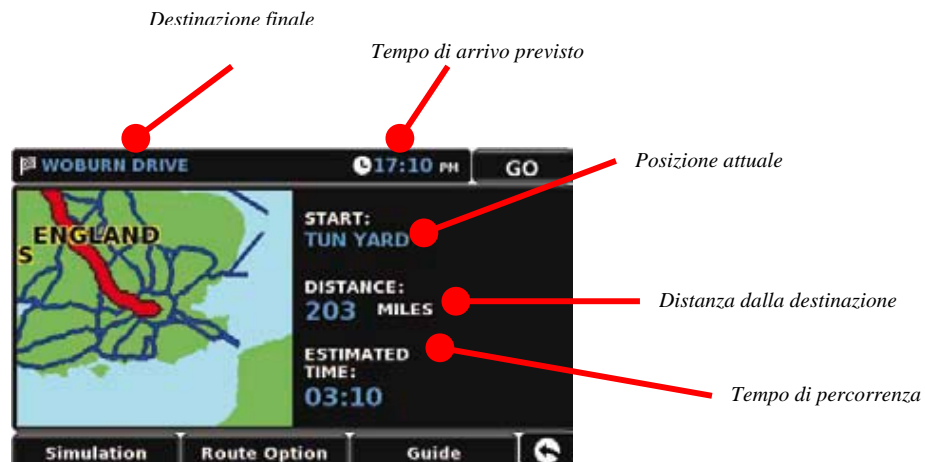 Destinazione finale
Tempo di arrivo previsto
WOBURN DRIVE 17:10 PM GO
Posizione attuale
START:
TUN YARD
ENGLAND
S
DISTANCE:
203 MILES
Distanza dalla destinazione
ESTIMATED
TIME:
03:10
Tempo di percorrenza
Simulation Route Option Guide